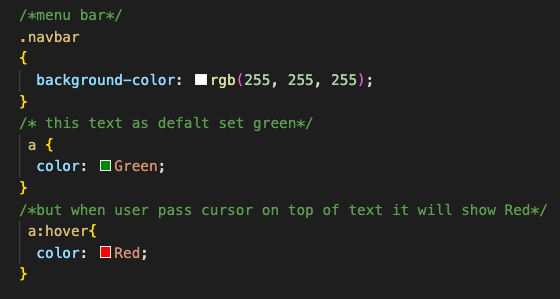 /*menu bar*/
.navbar
{
background-color: rgb(255, 255, 255);
}
/* this text as defalt set green*/
a {
color: Green;
}
/*but when user pass cursor on top of text it will show Red*/
a:hover{
color: Red;
}